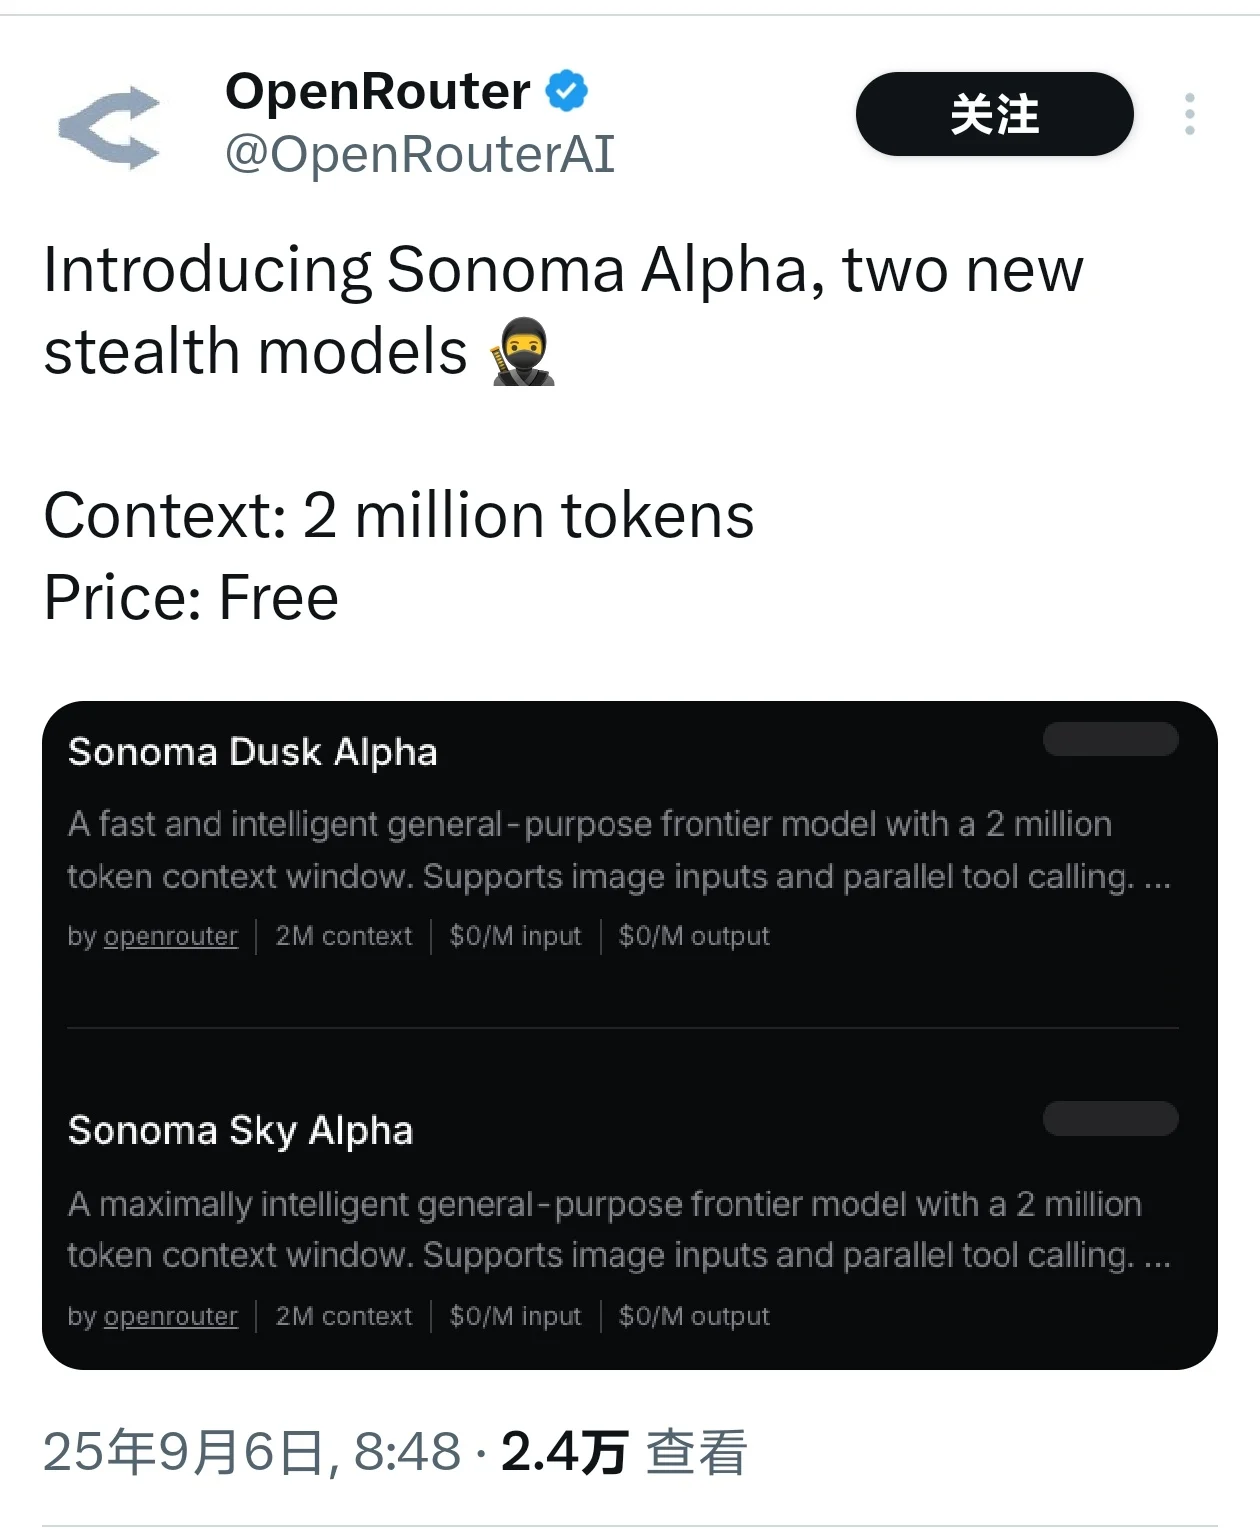 OpenRouter
关注
@OpenRouterAI
Introducing Sonoma Alpha, two new
stealth models 🥷
Context: 2 million tokens
Price: Free
Sonoma Dusk Alpha
A fast and intelligent general-purpose frontier model with a 2 million
token context window. Supports image inputs and parallel tool calling. ...
by openrouter | 2M context | $0/M input | $0/M output
Sonoma Sky Alpha
A maximally intelligent general-purpose frontier model with a 2 million
token context window. Supports image inputs and parallel tool calling. ...
by openrouter | 2M context | $0/M input | $0/M output
25年9月6日, 8:48 · 2.4万 查看